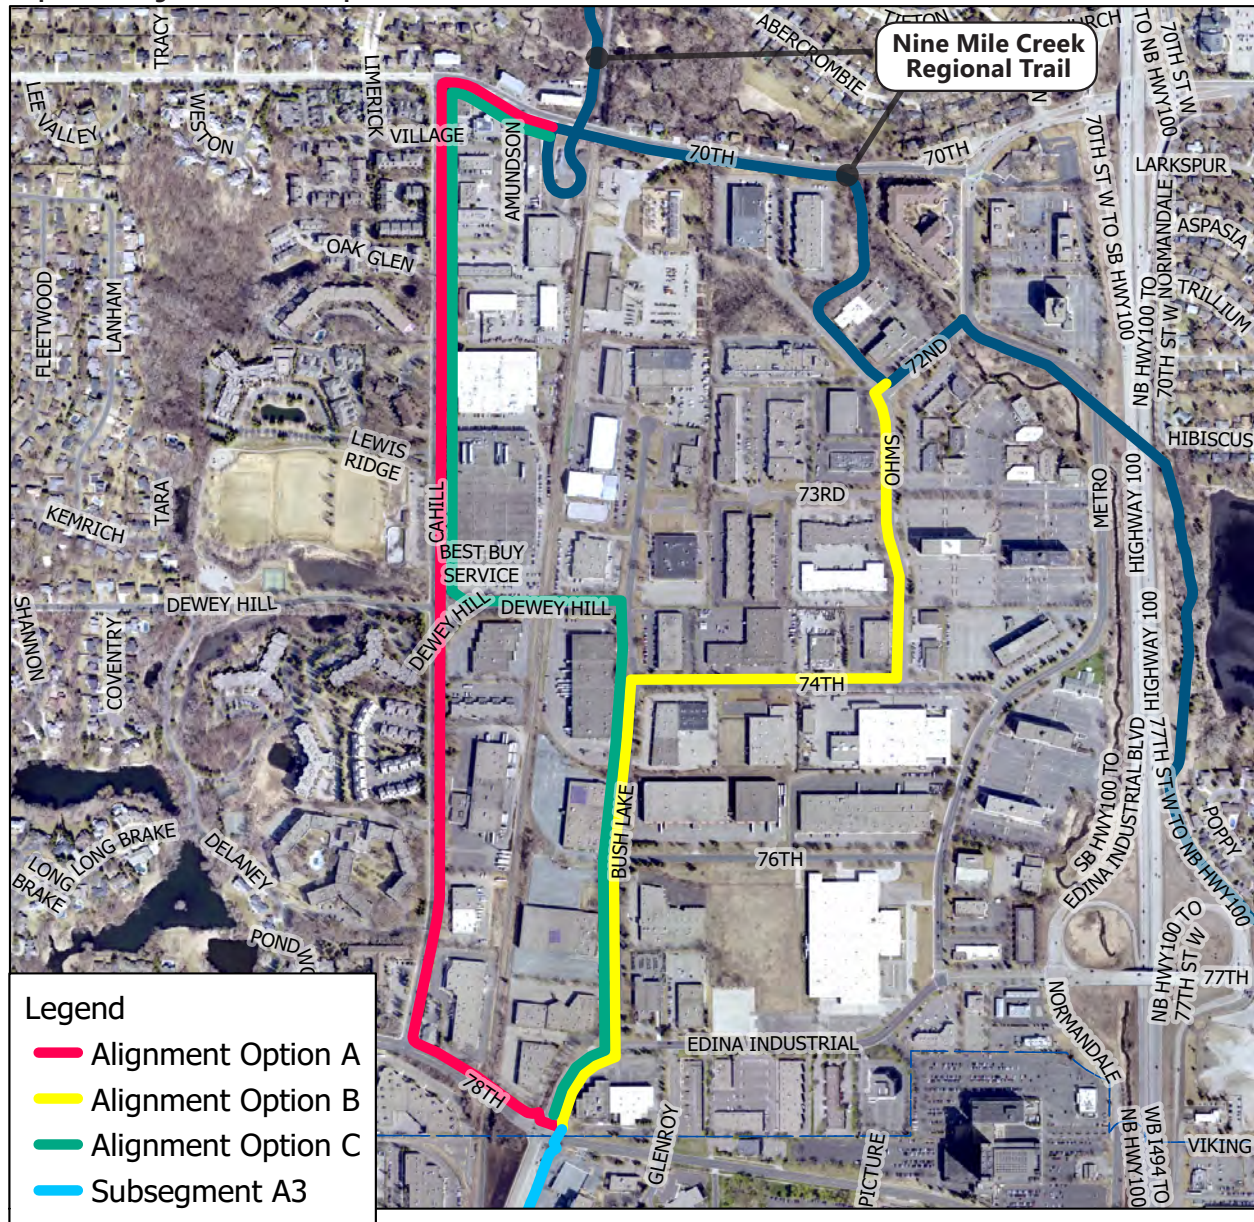 TRACY
LIMERICK
ABERCROMBIE
TIFTON
CHURCH
TO NB HWY100
70TH ST W
Nine Mile Creek
Regional Trail
LEE VALLEY
WESTON
VILLAGE
AMUNDSON
70TH
70TH
LARKSPUR
70TH ST W TO SB HWY100
ASPASIA
OAK GLEN
TRILLIUM
FLEETWOOD
LANHAM
NB HWY100 TO
70TH ST W
NORMANDALE
72ND
LEWIS
RIDGE
HIBISCUS
OHMS
73RD
TARA
KEMRICH
CAHILL
METRO
HIGHWAY 100
BEST BUY
SERVICE
SHANNON
DEWEY HILL
DEWEY HILL
DEWEY HILL
COVENTRY
HIGHWAY 100
74TH
77TH ST W TO NB HWY100
SB HWY100 TO
EDINA INDUSTRIAL BLVD
POPPY
BUSH LAKE
LONG BRAKE
LONG
BRAKE
DELANEY
76TH
NB HWY100 TO
77TH ST W
77TH
NORMANDALE
EDINA INDUSTRIAL
78TH
GLENROY
PICTURE
VIKING
NB HWY100
WB I494 TO
Legend
Alignment Option A
Alignment Option B
Alignment Option C
Subsegment A3